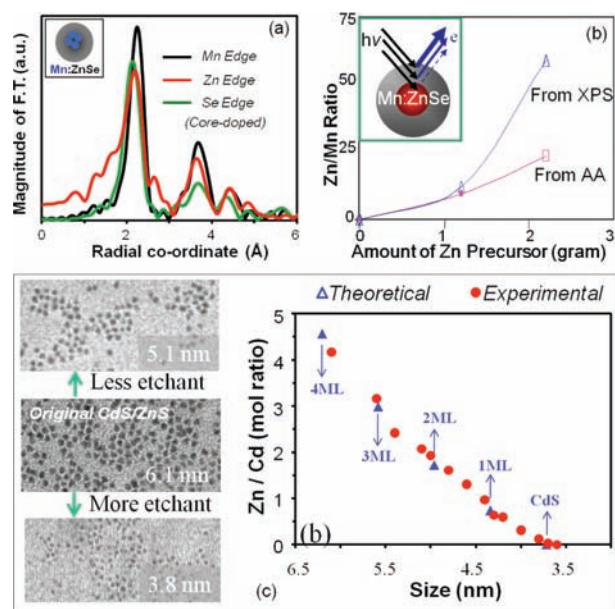 (a)
Mn:ZnSe
Mn Edge
Zn Edge
Se Edge
(Core-doped)
Magnitude of F.T. (a.u.)
0 1 2 3 4 5 6
Radial co-ordinate (Å)
(b)
hν
e
Mn:ZnSe
From XPS
From AA
Zn/Mn Ratio
75
50
25
0
0 1 2 3
Amount of Zn Precursor (gram)
5.1 nm
Less etchant
Original CdS/ZnS
6.1 nm
More etchant
3.8 nm
(c)
Theoretical
Experimental
Zn / Cd (mol ratio)
5
4
3
2
1
0
4ML
3ML
2ML
1ML
CdS
(b)
6.5 5.5 4.5 3.5
Size (nm)